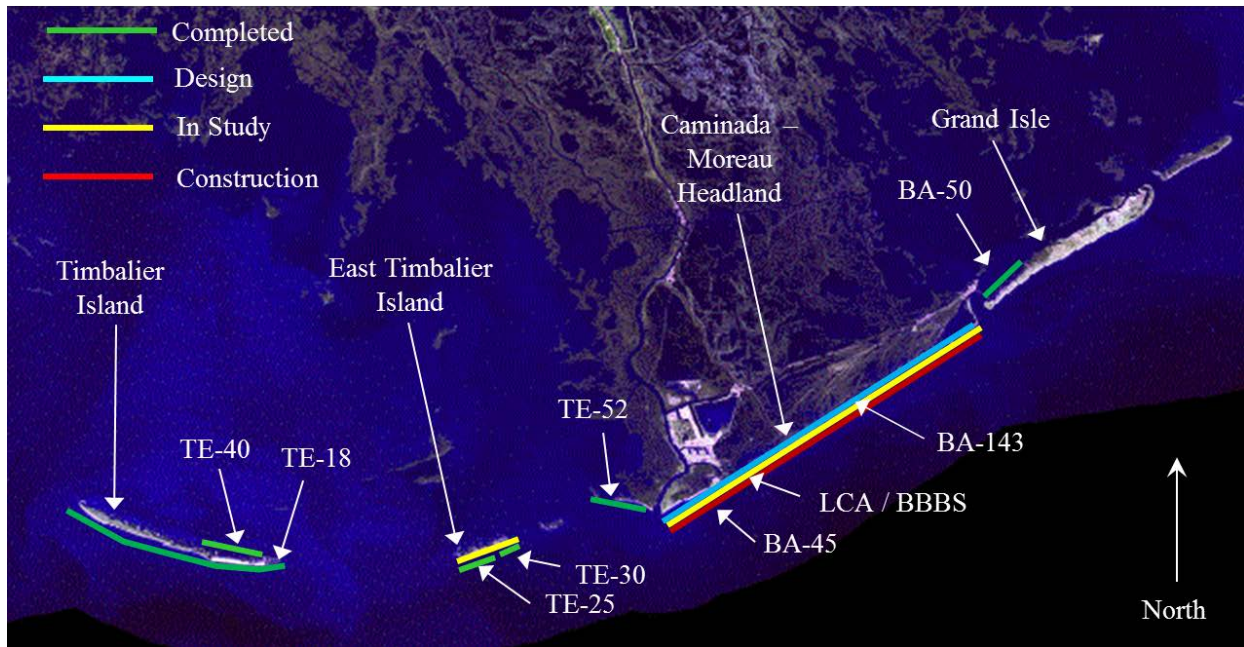 Completed
Design
In Study
Construction
Timbalier
Island
East Timbalier
Island
Caminada –
Moreau
Headland
Grand Isle
BA-50
TE-40
TE-18
TE-52
TE-30
TE-25
BA-143
LCA / BBBS
BA-45
North